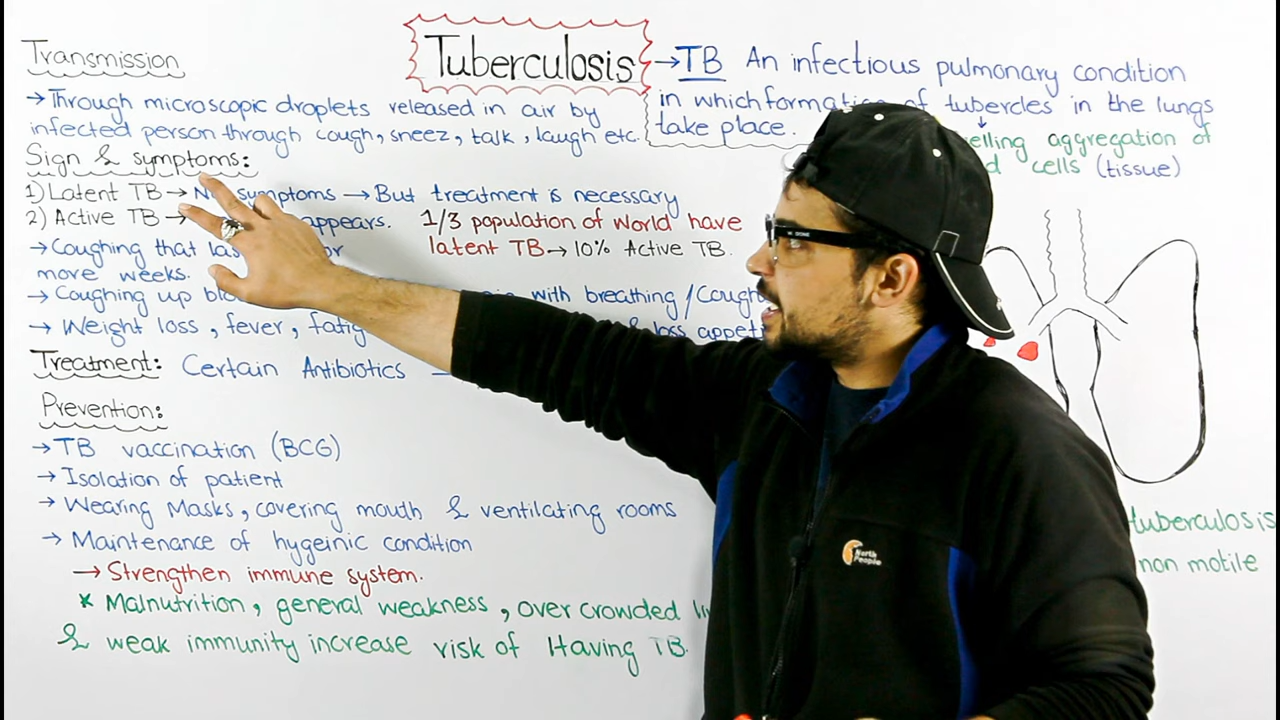 Tuberculosis → TB An infectious pulmonary condition
in which formation of tubercles in the lungs
take place.
elling aggregation of
cells (tissue)
Transmission
→ Through microscopic droplets released in air by
infected person through cough, sneez, talk, laugh etc.
Sign & symptoms:
1) Latent TB → No symptoms → But treatment is necessary
2) Active TB → appears. 1/3 population of world have
latent TB → 10% Active TB.
→ Coughing that
more weeks.
→ Coughing up with breathing / Cough
→ Weight loss, fever, loss
Treatment: Certain Antibiotics
Prevention:
→ TB vaccination (BCG)
→ Isolation of patient
→ Wearing Masks, covering mouth & ventilating rooms
→ Maintenance of hygeinic condition
→ Strengthen immune system.
* Malnutrition, general weakness, over crowded
& weak immunity increase risk of Having TB.
tuberculosis
non motile
North
People